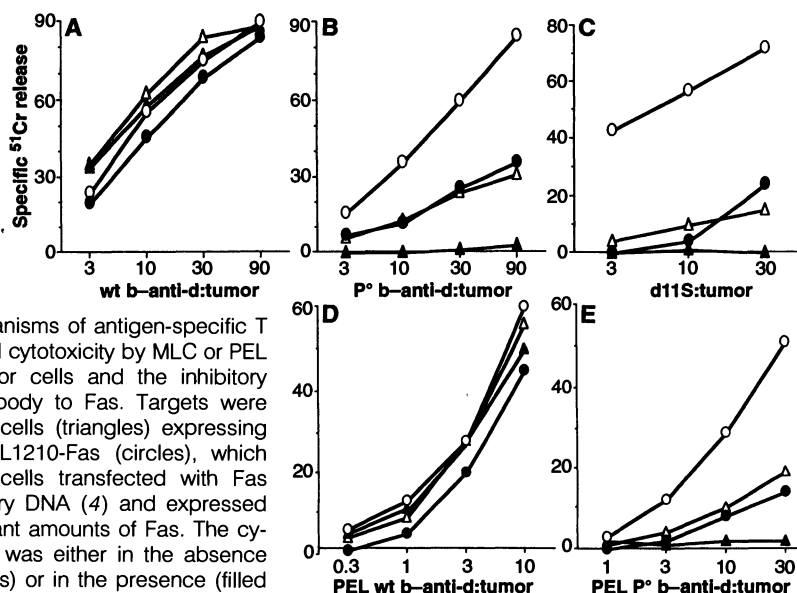 A
B
C
Specific ⁵¹Cr release
90
60
30
0
3 10 30 90
wt b–anti-d:tumor
90
60
30
0
3 10 30 90
P° b–anti-d:tumor
80
60
40
20
0
3 10 30
d11S:tumor
anisms of antigen-specific T
l cytotoxicity by MLC or PEL
or cells and the inhibitory
body to Fas. Targets were
cells (triangles) expressing
L1210-Fas (circles), which
cells transfected with Fas
ry DNA (4) and expressed
ant amounts of Fas. The cy-
was either in the absence
s) or in the presence (filled
D
60
40
20
0
0.3 1 3 10
PEL wt b–anti-d:tumor
E
60
40
20
0
1 3 10 30
PEL P° b–anti-d:tumor